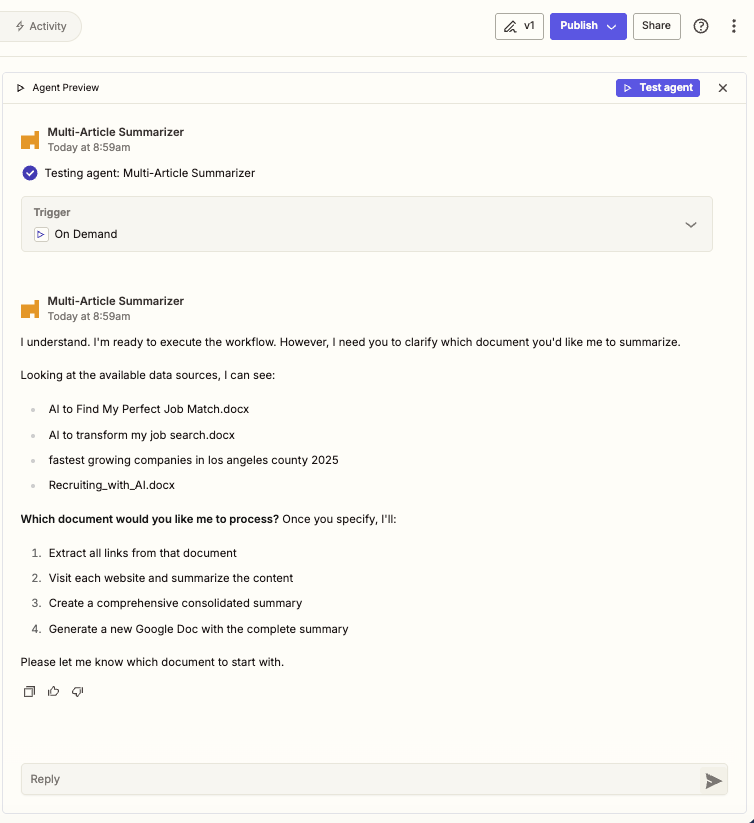 Activity
v1
Publish
Share
Agent Preview
Test agent
Multi-Article Summarizer
Today at 8:59am
Testing agent: Multi-Article Summarizer
Trigger
On Demand
Multi-Article Summarizer
Today at 8:59am
I understand. I'm ready to execute the workflow. However, I need you to clarify which document you'd like me to summarize.
Looking at the available data sources, I can see:
AI to Find My Perfect Job Match.docx
AI to transform my job search.docx
fastest growing companies in los angeles county 2025
Recruiting_with_AI.docx
Which document would you like me to process? Once you specify, I'll:
1. Extract all links from that document
2. Visit each website and summarize the content
3. Create a comprehensive consolidated summary
4. Generate a new Google Doc with the complete summary
Please let me know which document to start with.
Reply